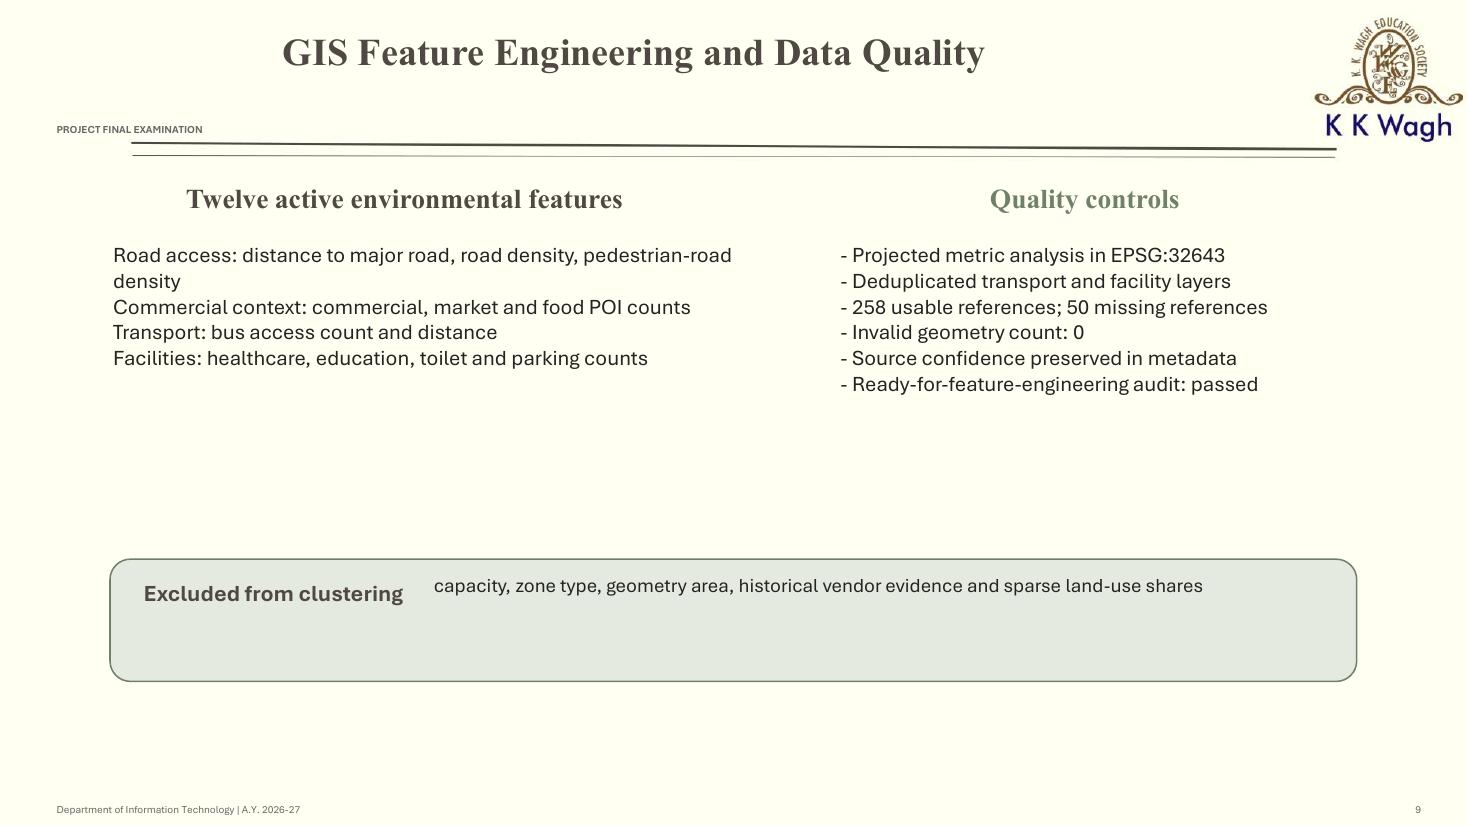 GIS Feature Engineering and Data Quality
K. K. WAGH EDUCATION SOCIETY
K K Wagh
PROJECT FINAL EXAMINATION
Twelve active environmental features
Road access: distance to major road, road density, pedestrian-road
density
Commercial context: commercial, market and food POI counts
Transport: bus access count and distance
Facilities: healthcare, education, toilet and parking counts
Quality controls
- Projected metric analysis in EPSG:32643
- Deduplicated transport and facility layers
- 258 usable references; 50 missing references
- Invalid geometry count: 0
- Source confidence preserved in metadata
- Ready-for-feature-engineering audit: passed
Excluded from clustering
capacity, zone type, geometry area, historical vendor evidence and sparse land-use shares
Department of Information Technology | A.Y. 2026-27
9